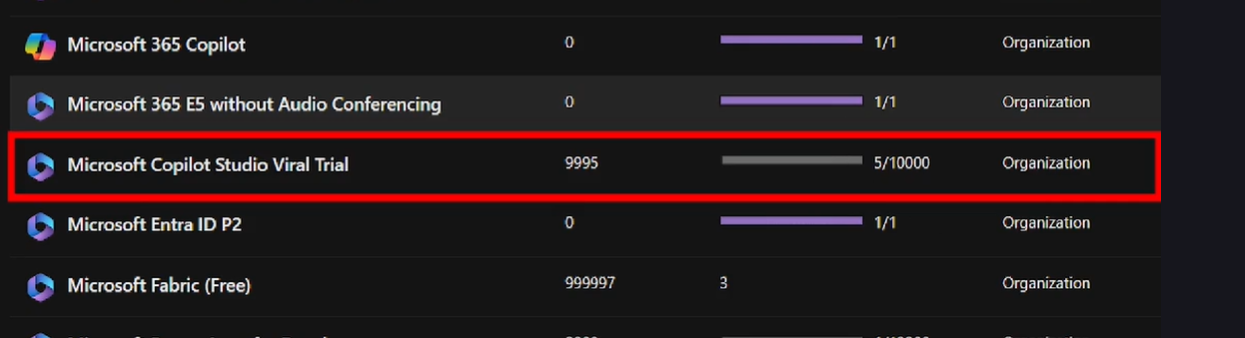 Microsoft 365 Copilot 0 1/1 Organization
Microsoft 365 E5 without Audio Conferencing 0 1/1 Organization
Microsoft Copilot Studio Viral Trial 9995 5/10000 Organization
Microsoft Entra ID P2 0 1/1 Organization
Microsoft Fabric (Free) 999997 3 Organization